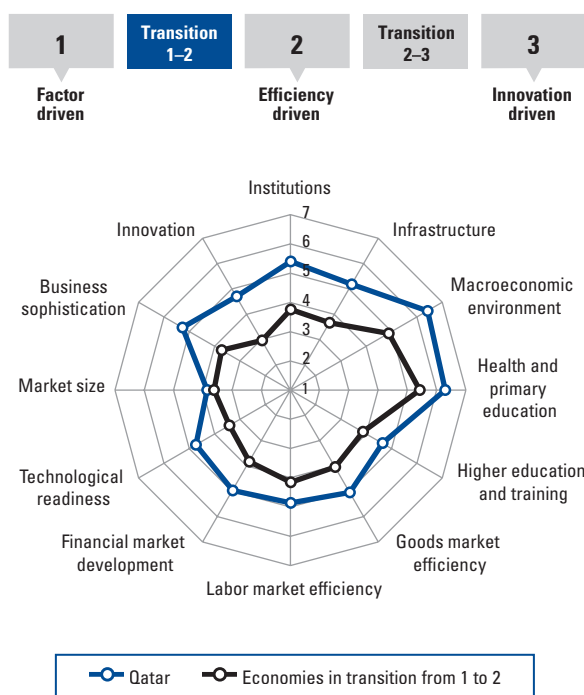 1
Transition
1–2
2
Transition
2–3
3
Factor
driven
Efficiency
driven
Innovation
driven
Institutions
Infrastructure
Macroeconomic
environment
Health and
primary
education
Higher education
and training
Goods market
efficiency
Labor market efficiency
Financial market
development
Technological
readiness
Market size
Business
sophistication
Innovation
7
6
5
4
3
2
1
Qatar
Economies in transition from 1 to 2